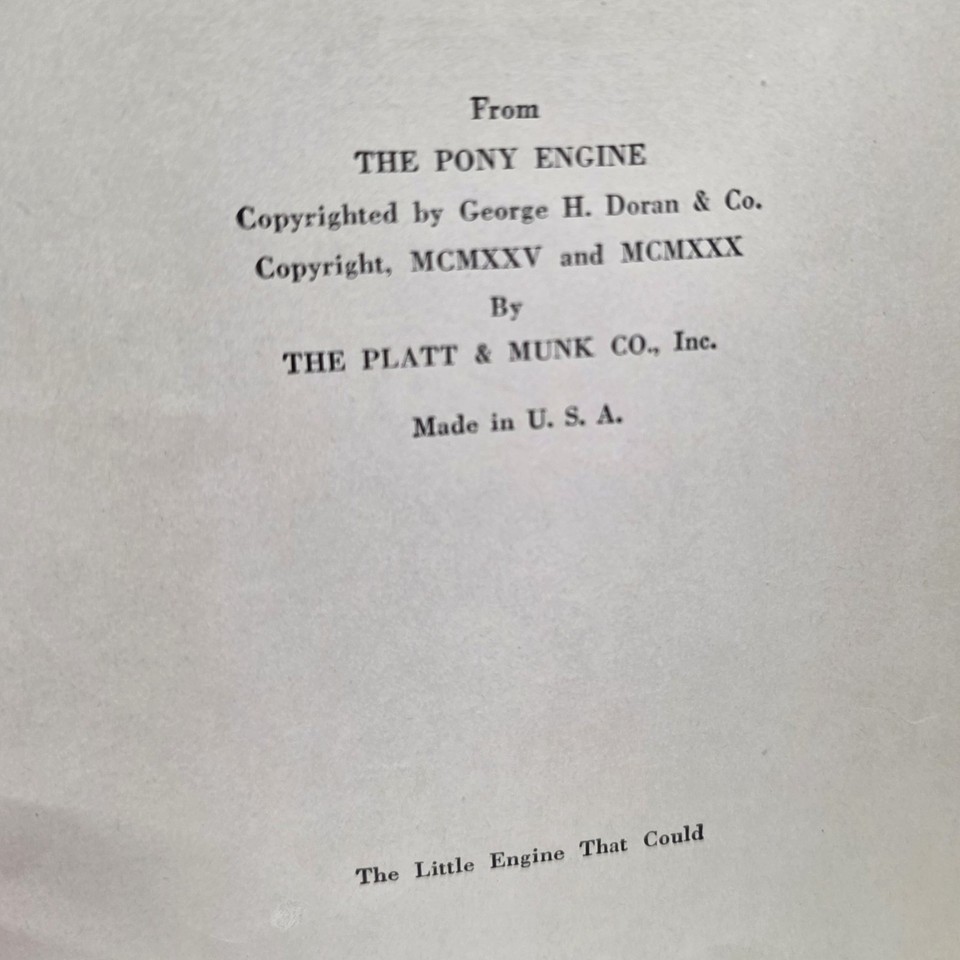 From
THE PONY ENGINE
Copyrighted by George H. Doran & Co.
Copyright, MCMXXV and MCMXXX
By
THE PLATT & MUNK CO., Inc.
Made in U. S. A.
The Little Engine That Could